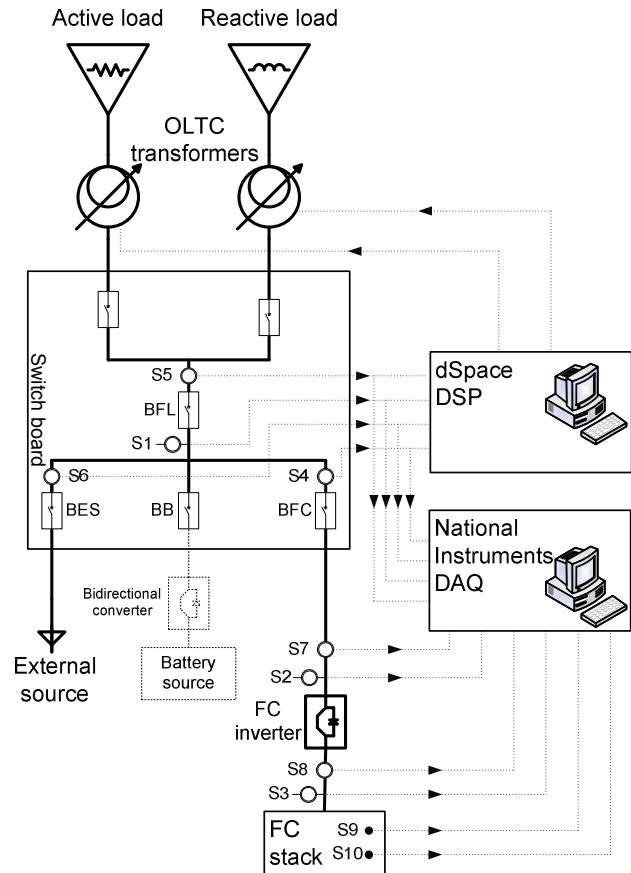 Active load
Reactive load
OLTC
transformers
Switch board
S5
BFL
S1
S6
S4
BES
BB
BFC
dSpace
DSP
National
Instruments
DAQ
Bidirectional
converter
Battery
source
External
source
S7
S2
FC
inverter
S8
S3
FC
stack
S9
S10